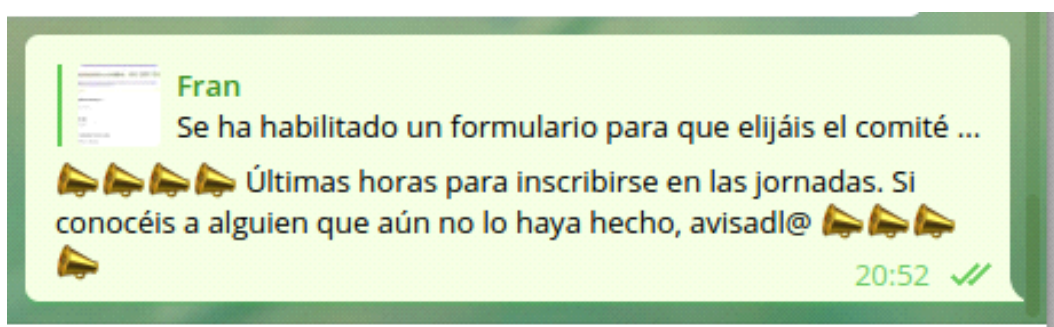 Fran
Se ha habilitado un formulario para que elijáis el comité ...
📣📣📣📣 Últimas horas para inscribirse en las jornadas. Si
conocéis a alguien que aún no lo haya hecho, avisadl@ 📣📣📣
📣
20:52